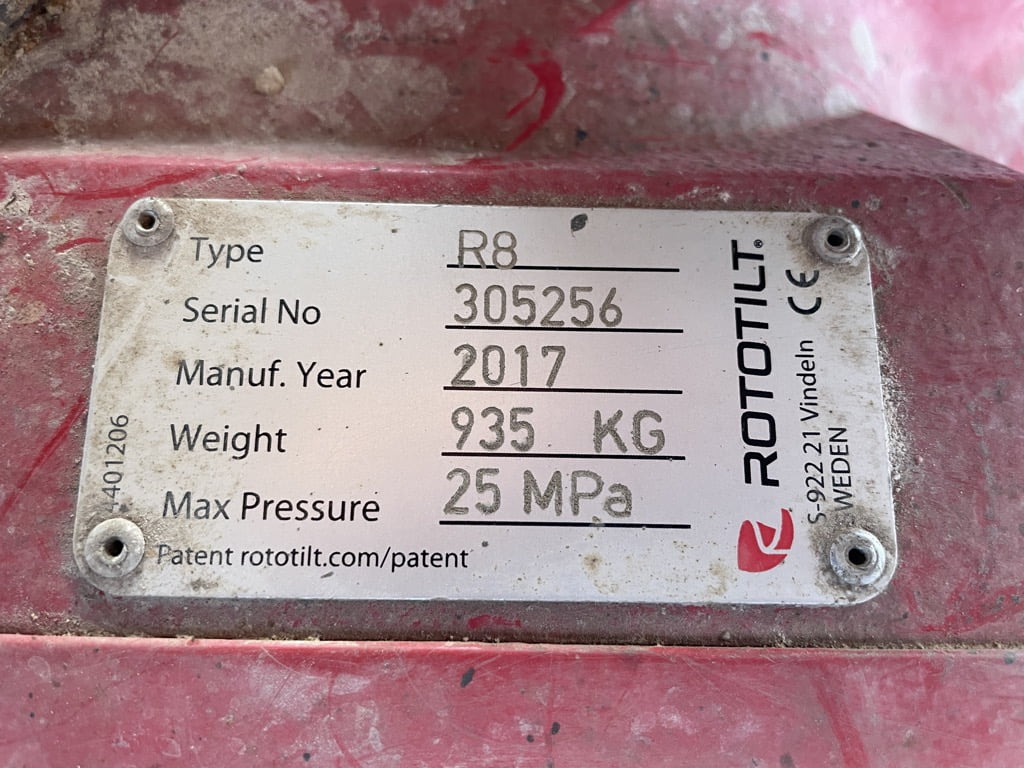 Type R8
Serial No 305256
Manuf. Year 2017
Weight 935 KG
Max Pressure 25 MPa
Patent rototilt.com/patent
401206
ROTOTILT®
S-922 21 Vindeln CE
WEDEN